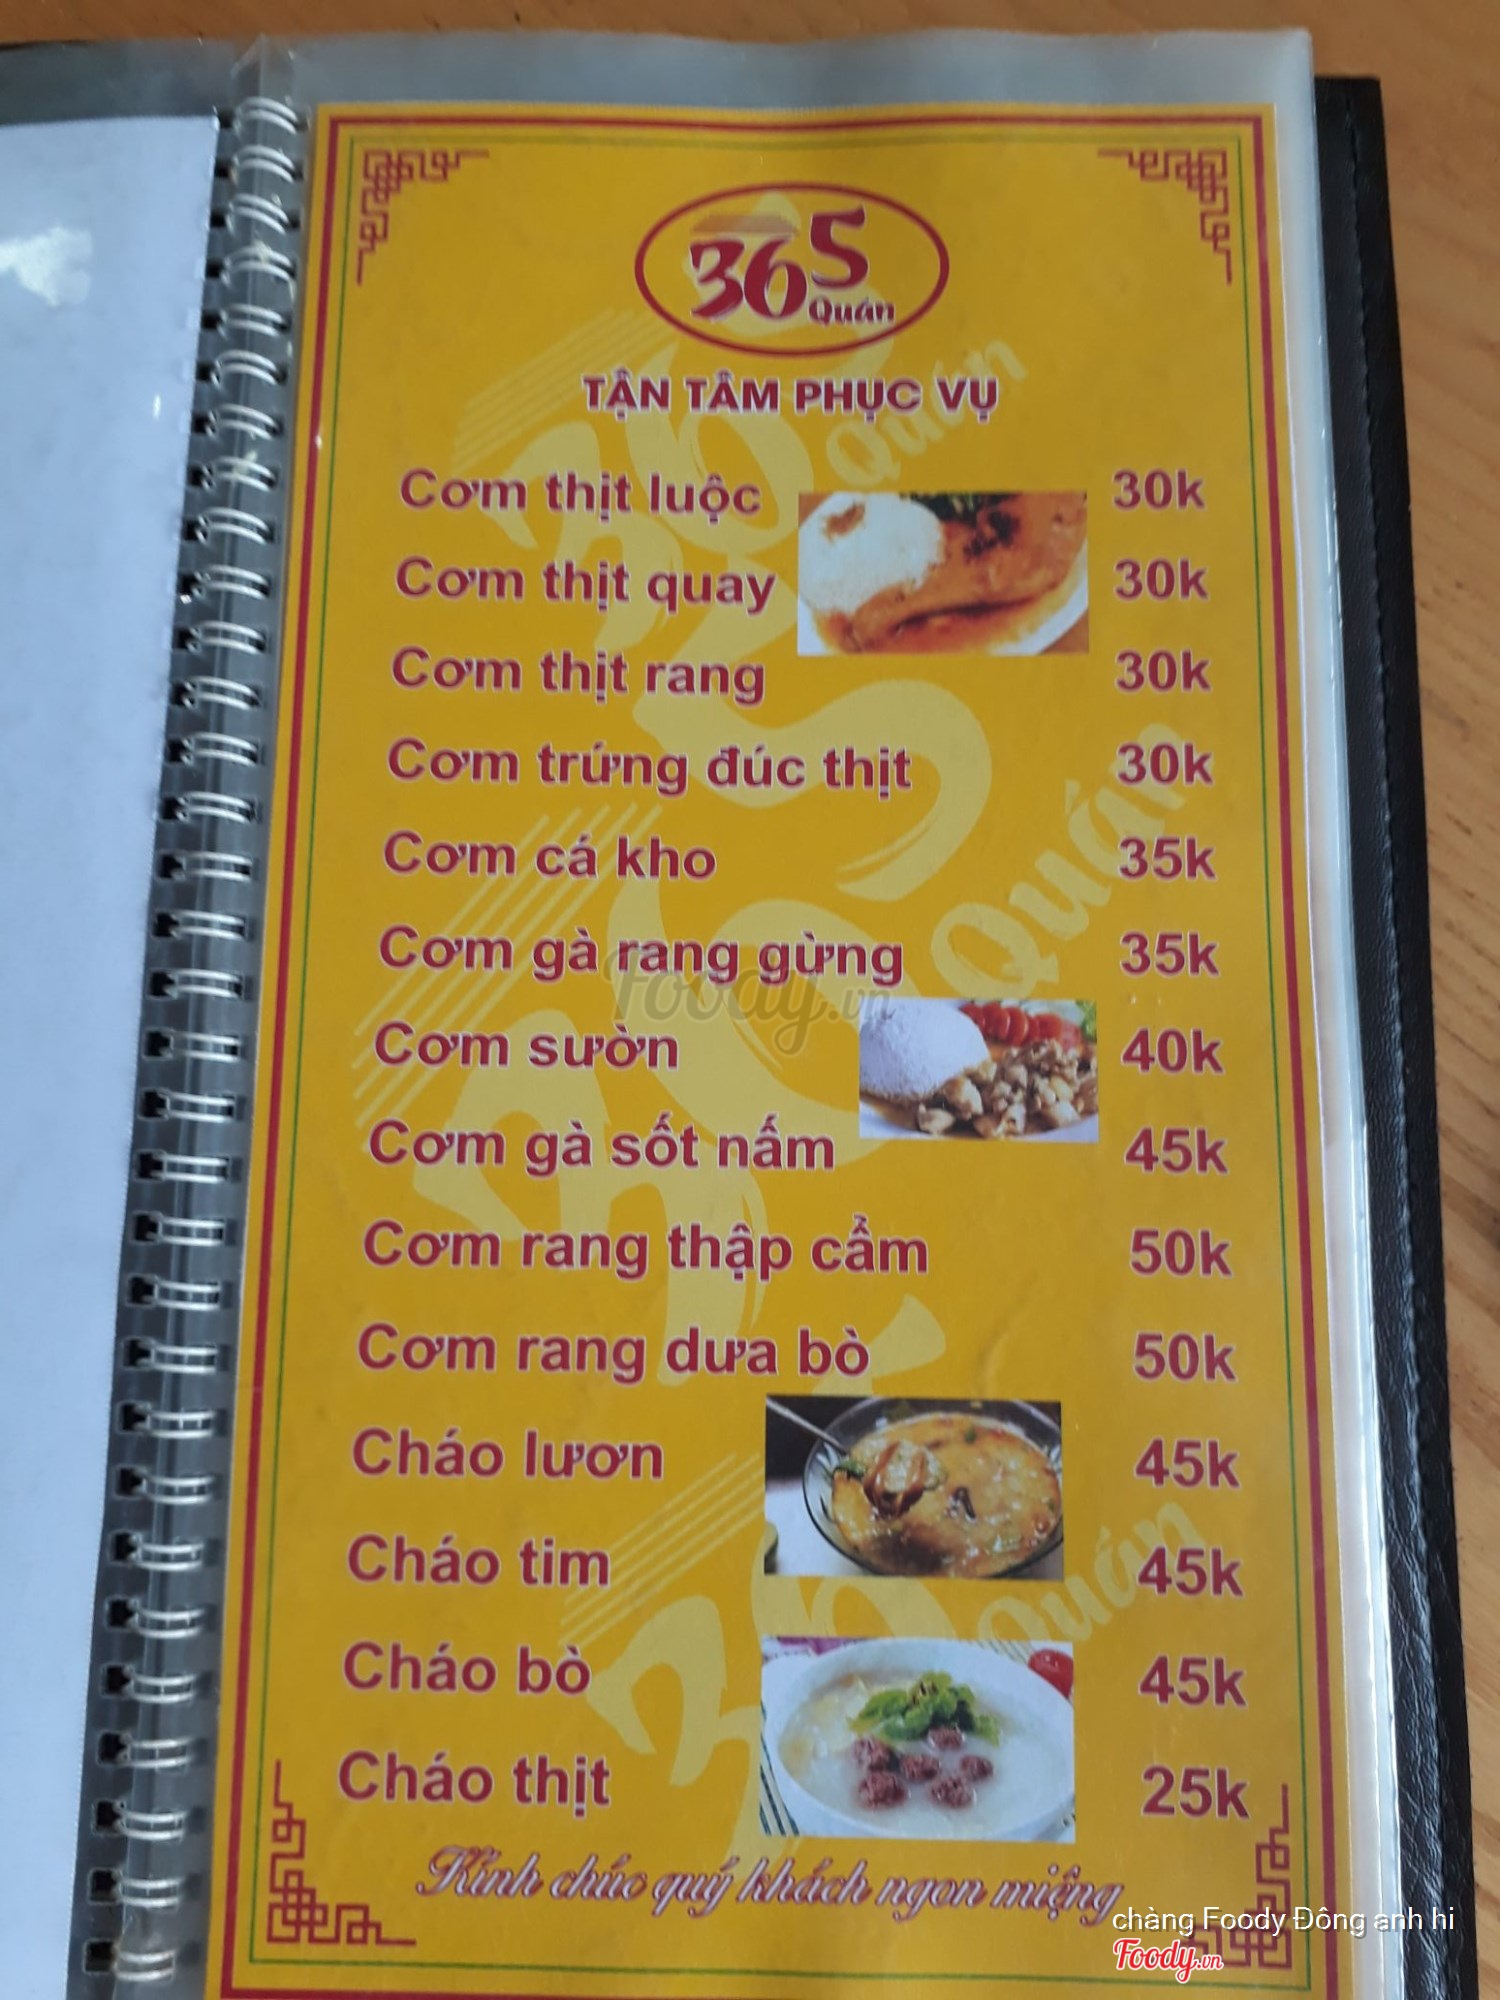 365
Quán
TẬN TÂM PHỤC VỤ
Cơm thịt luộc 30k
Cơm thịt quay 30k
Cơm thịt rang 30k
Cơm trứng đúc thịt 30k
Cơm cá kho 35k
Cơm gà rang gừng 35k
Foody.vn
Cơm sườn 40k
Cơm gà sốt nấm 45k
Cơm rang thập cẩm 50k
Cơm rang dưa bò 50k
Cháo lươn 45k
Cháo tim 45k
Cháo bò 45k
Cháo thịt 25k
Kính chúc quý khách ngon miệng
chàng Foody Đông anh hi
Foody.vn